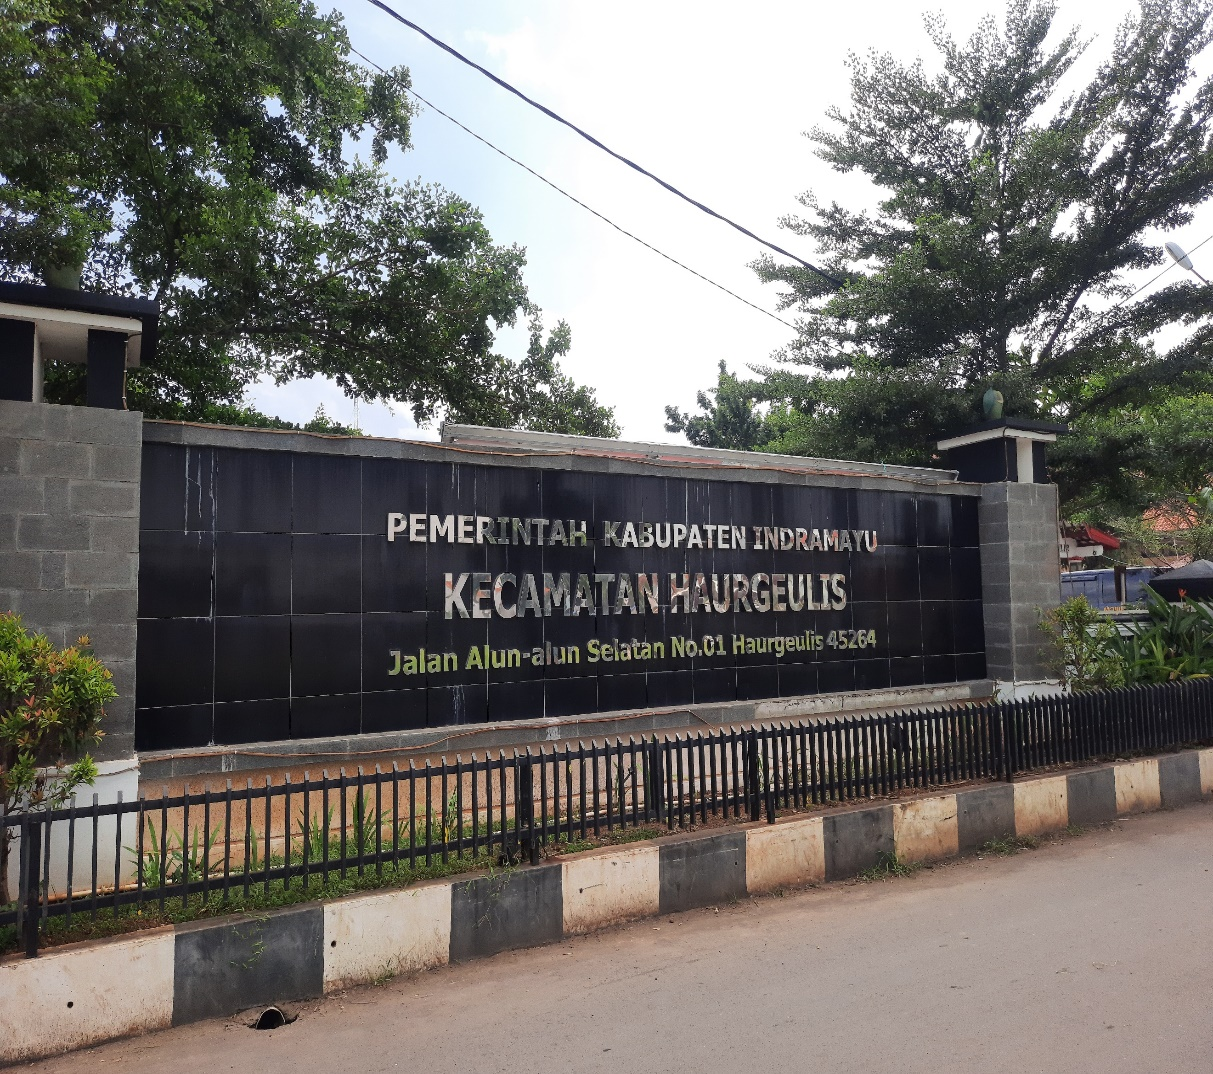 PEMERINTAH KABUPATEN INDRAMAYU
KECAMATAN HAURGEULIS
Jalan Alun-alun Selatan No.01 Haurgeulis 45264